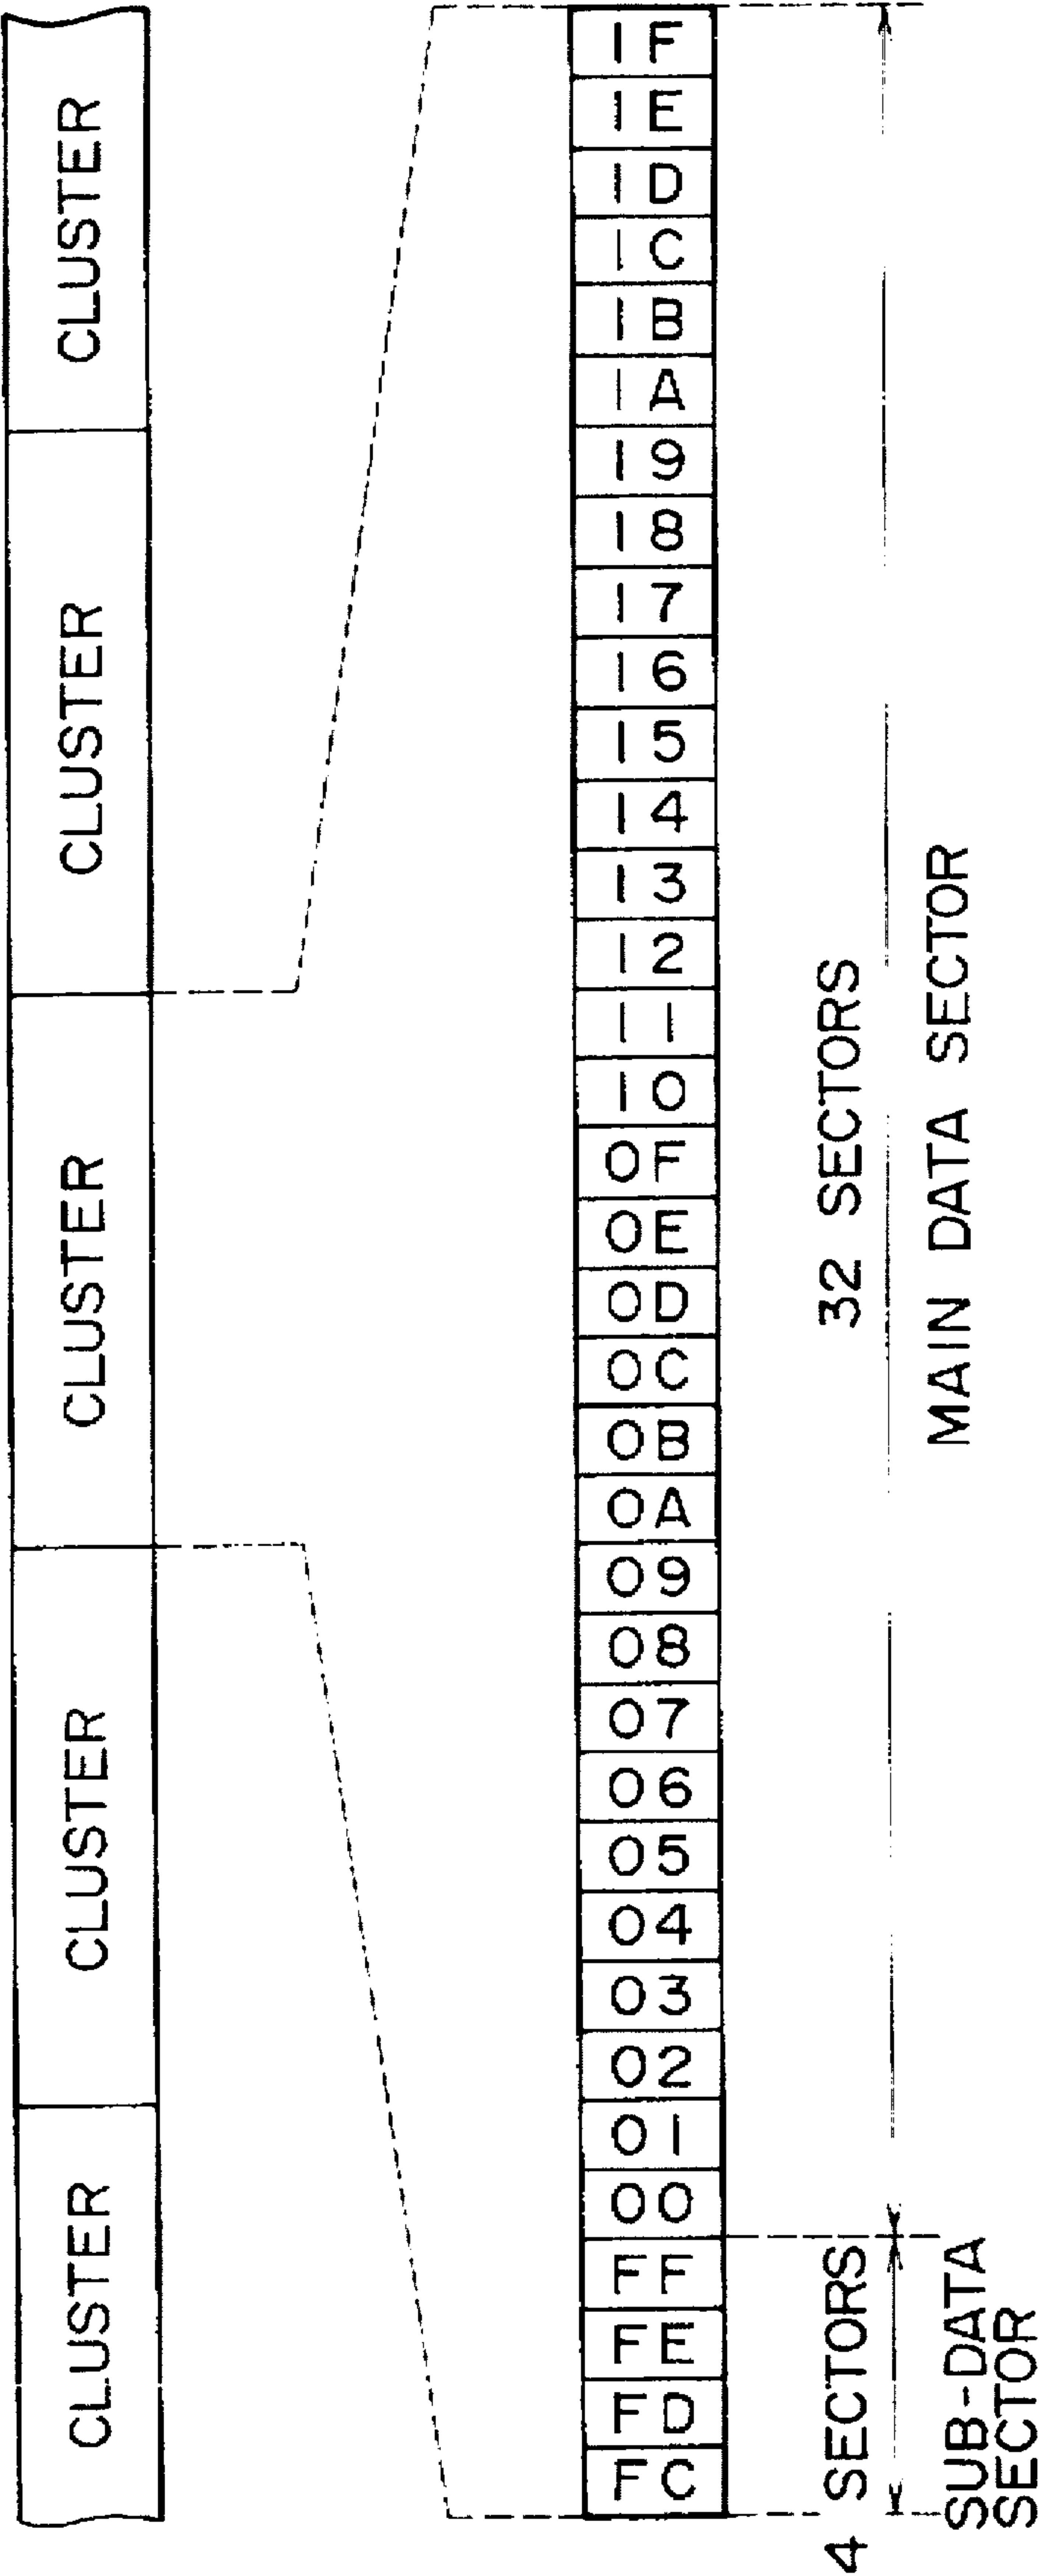 CLUSTER CLUSTER CLUSTER CLUSTER CLUSTER
FC FD FE FF 00 01 02 03 04 05 06 07 08 09 0A 0B 0C 0D 0E 0F 10 11 12 13 14 15 16 17 18 19 1A 1B 1C 1D 1E 1F
4 SECTORS 32 SECTORS
SUB-DATA
SECTOR
MAIN DATA SECTOR